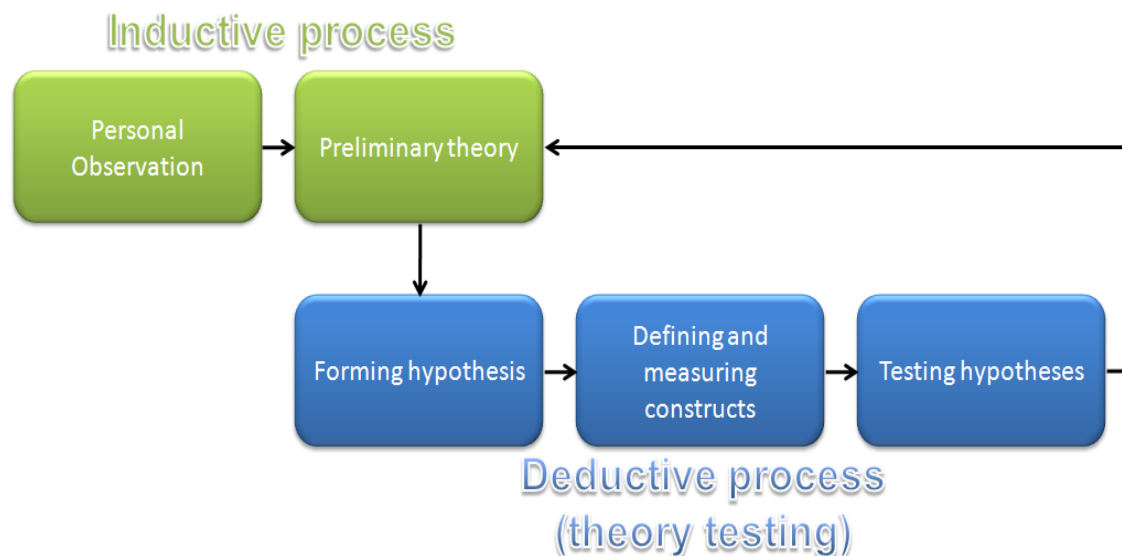 Inductive process
Personal
Observation
Preliminary theory
Forming hypothesis
Defining and
measuring
constructs
Testing hypotheses
Deductive process
(theory testing)